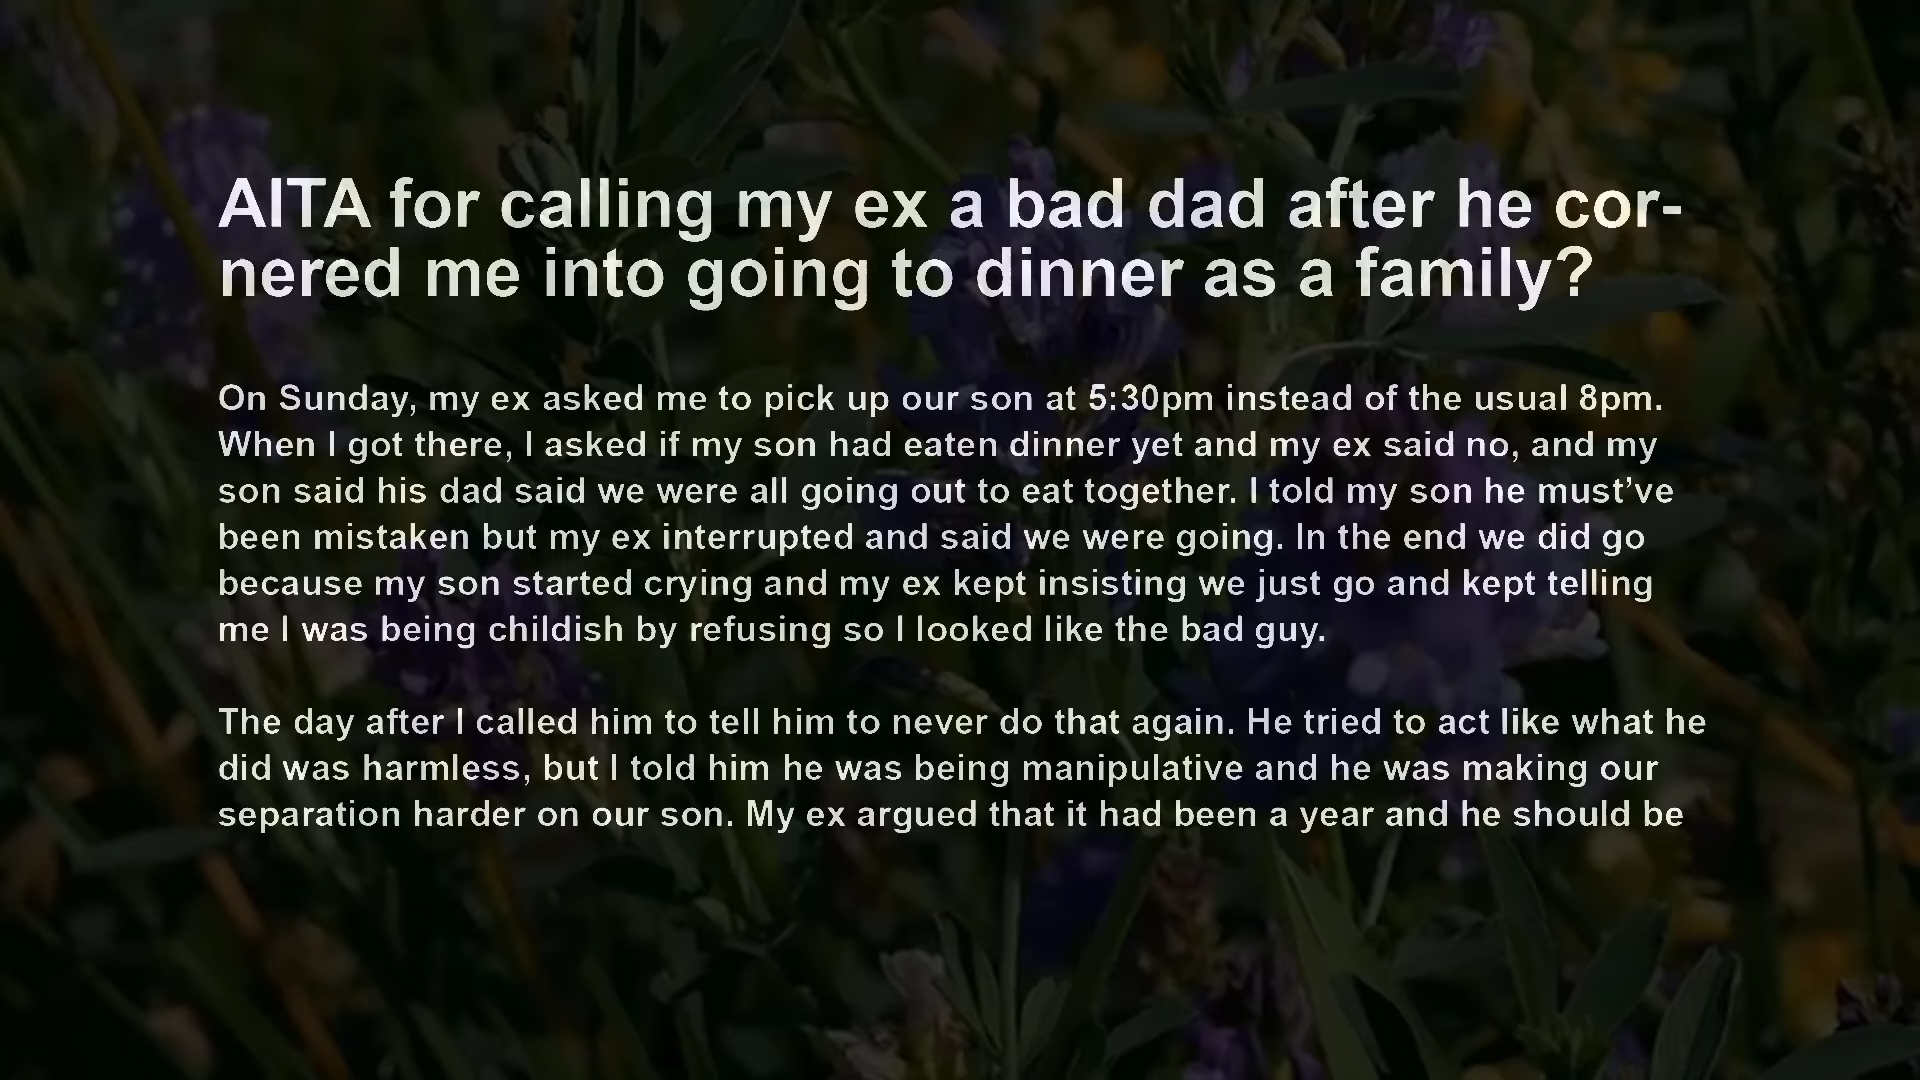 AITA for calling my ex a bad dad after he cor-
nered me into going to dinner as a family?
On Sunday, my ex asked me to pick up our son at 5:30pm instead of the usual 8pm.
When I got there, I asked if my son had eaten dinner yet and my ex said no, and my
son said his dad said we were all going out to eat together. I told my son he must’ve
been mistaken but my ex interrupted and said we were going. In the end we did go
because my son started crying and my ex kept insisting we just go and kept telling
me I was being childish by refusing so I looked like the bad guy.
The day after I called him to tell him to never do that again. He tried to act like what he
did was harmless, but I told him he was being manipulative and he was making our
separation harder on our son. My ex argued that it had been a year and he should be